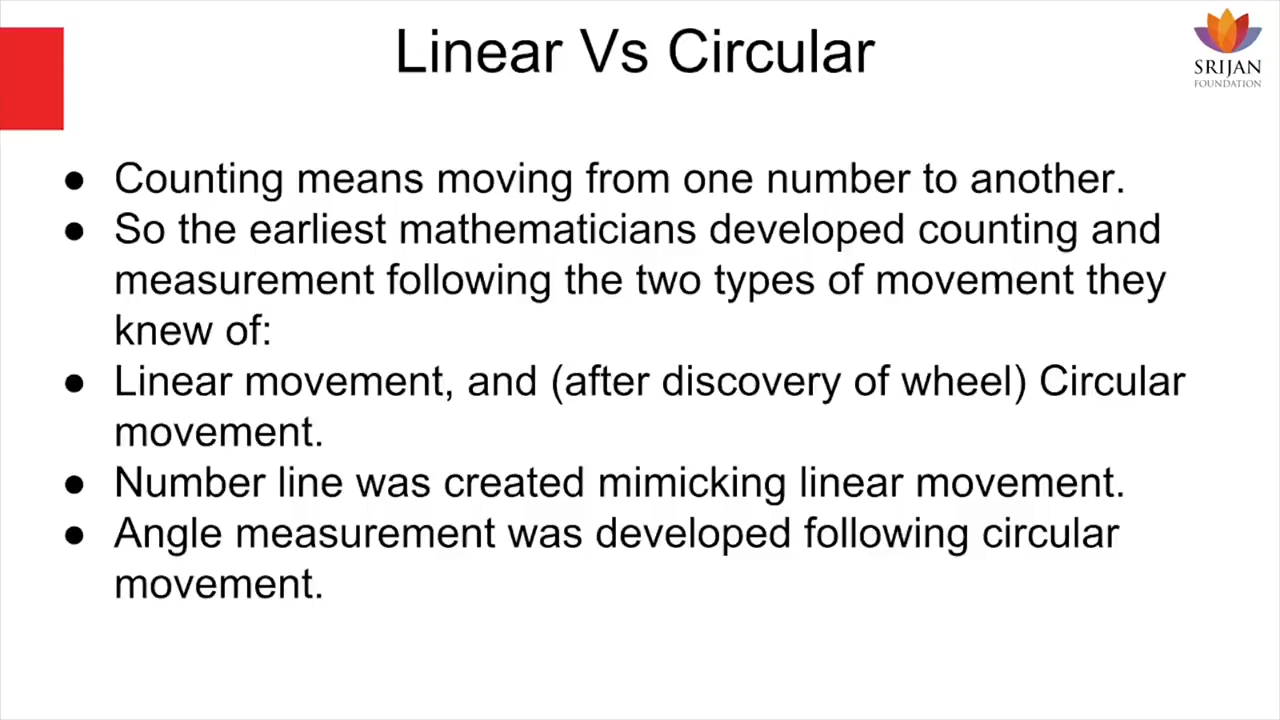 Linear Vs Circular
SRIJAN
FOUNDATION
● Counting means moving from one number to another.
● So the earliest mathematicians developed counting and
measurement following the two types of movement they
knew of:
● Linear movement, and (after discovery of wheel) Circular
movement.
● Number line was created mimicking linear movement.
● Angle measurement was developed following circular
movement.